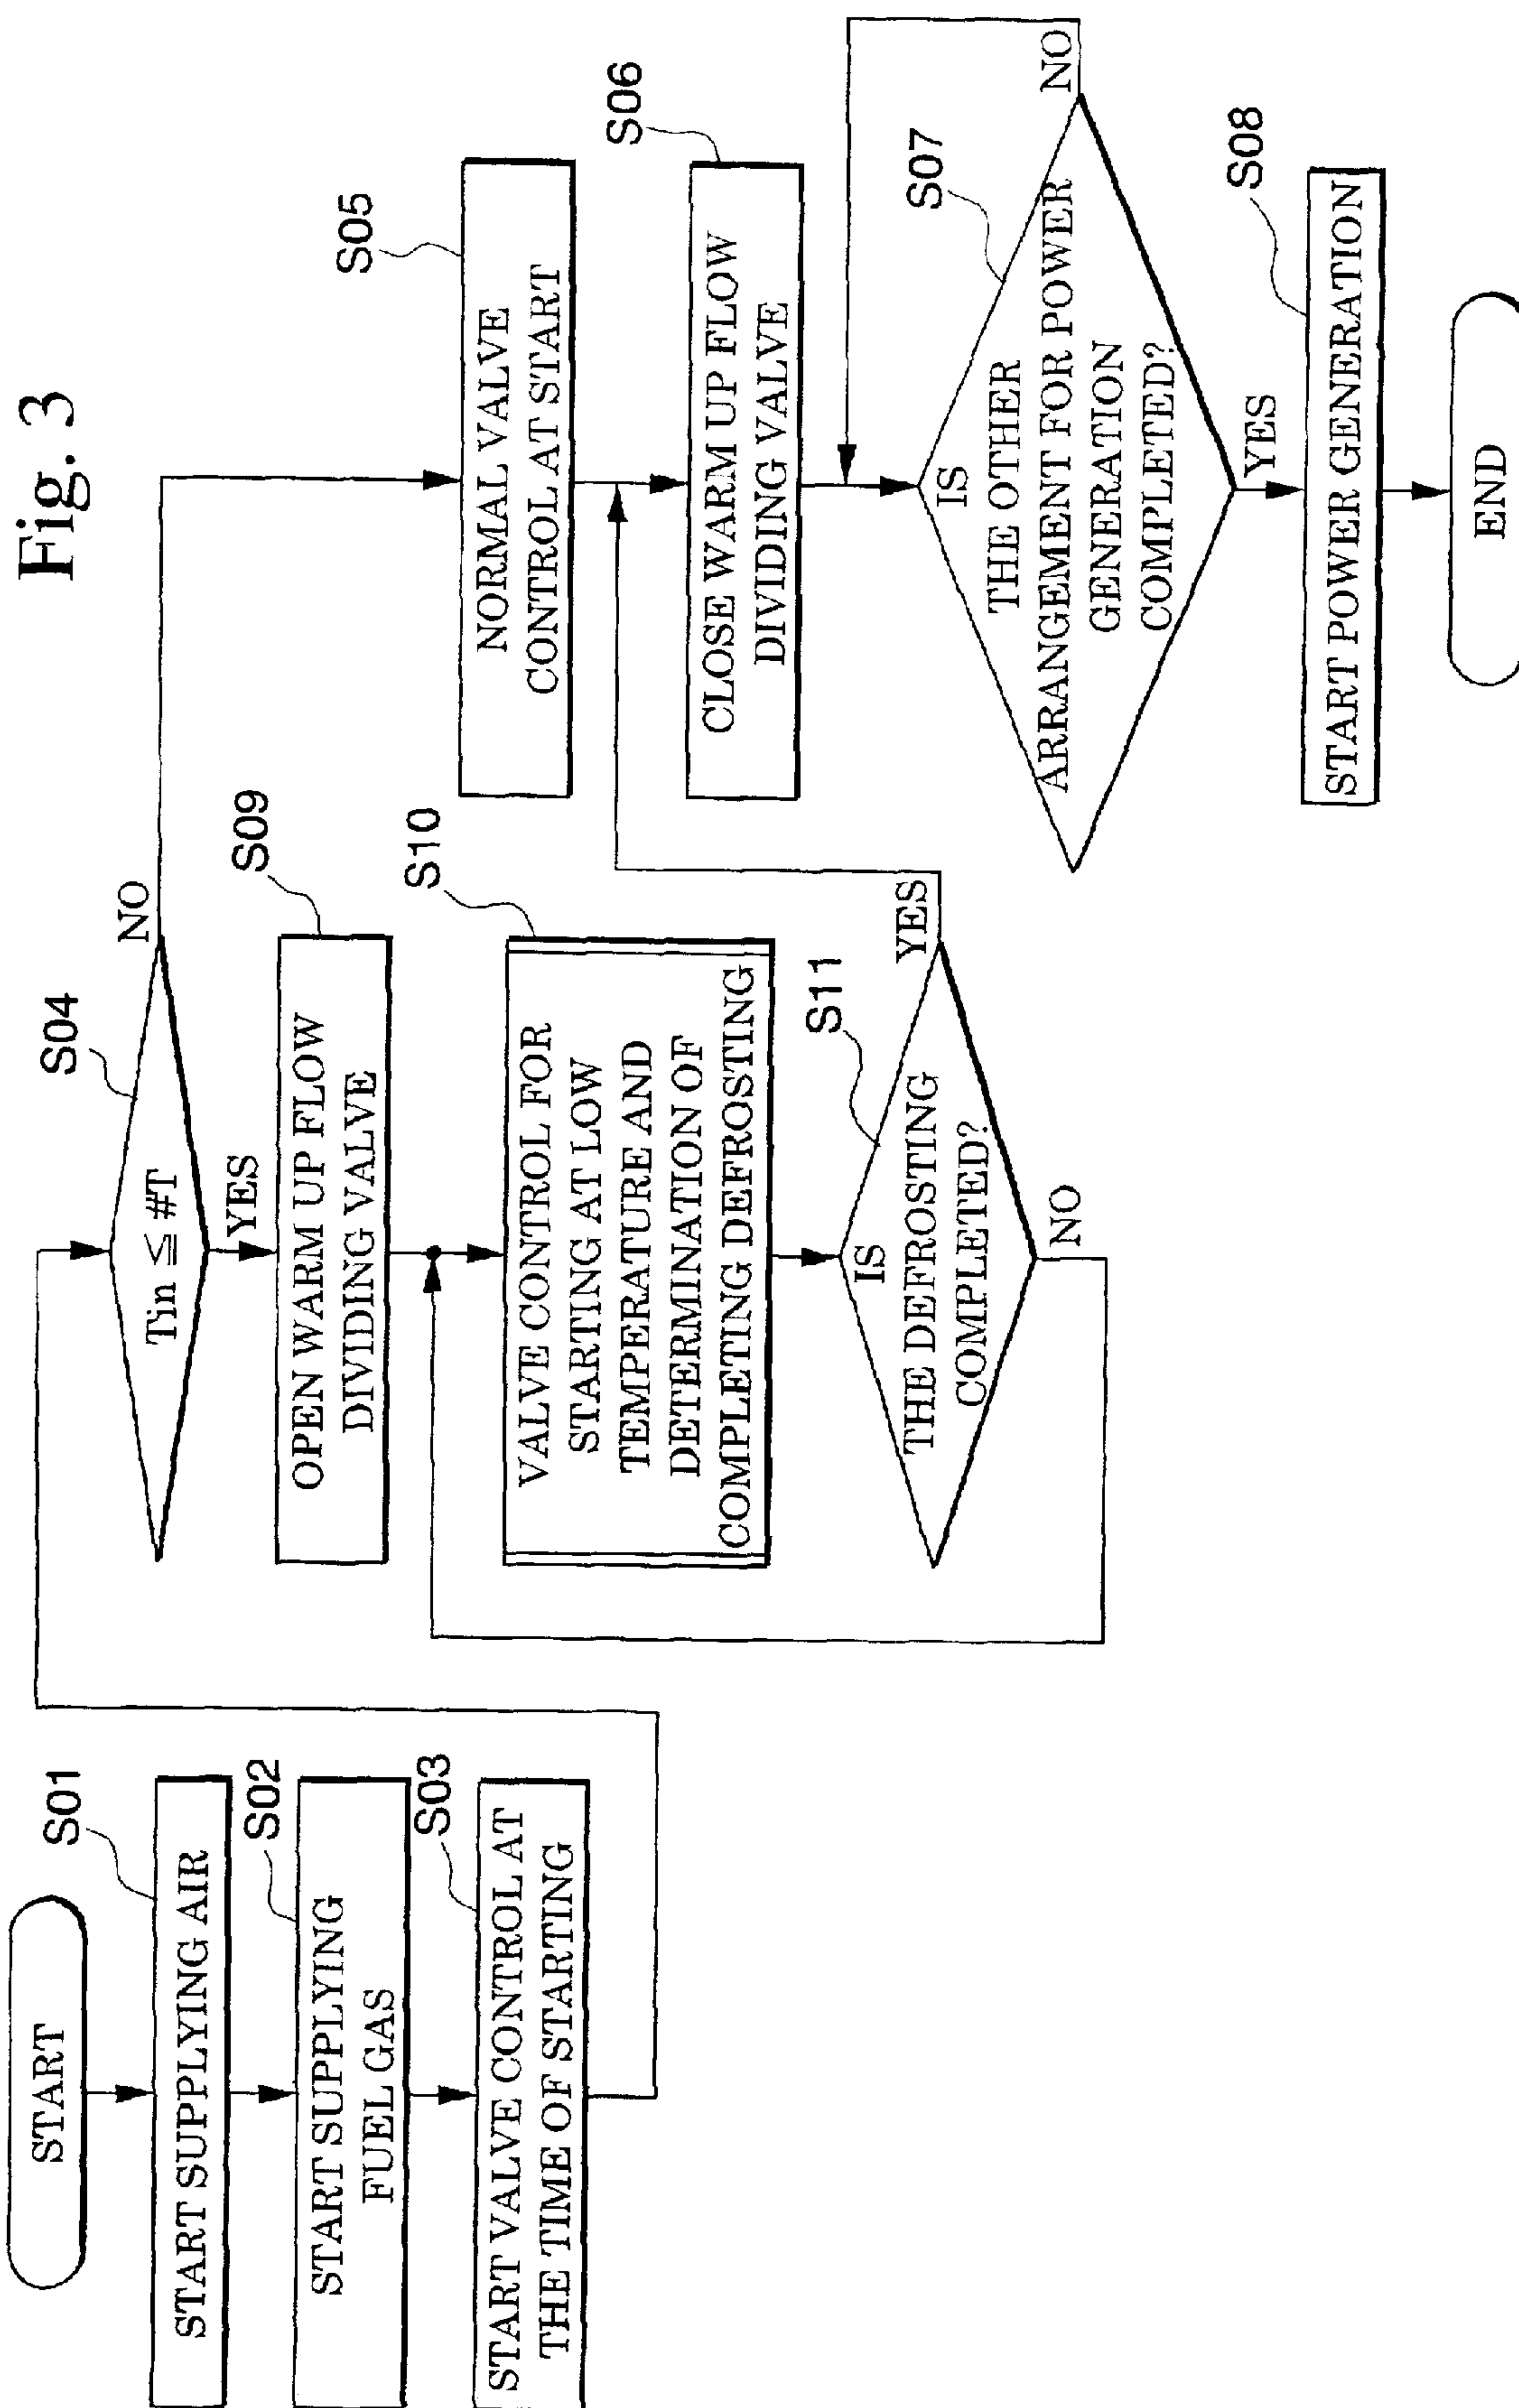 Fig. 3
START
S01
START SUPPLYING AIR
S02
START SUPPLYING
FUEL GAS
S03
START VALVE CONTROL AT
THE TIME OF STARTING
S04
Tin ≦ #T
NO
YES
S09
OPEN WARM UP FLOW
DIVIDING VALVE
S10
VALVE CONTROL FOR
STARTING AT LOW
TEMPERATURE AND
DETERMINATION OF
COMPLETING DEFROSTING
S11
IS
THE DEFROSTING
COMPLETED?
YES
NO
S05
NORMAL VALVE
CONTROL AT START
S06
CLOSE WARM UP FLOW
DIVIDING VALVE
S07
IS
THE OTHER
ARRANGEMENT FOR POWER
GENERATION
COMPLETED?
NO
YES
S08
START POWER GENERATION
END